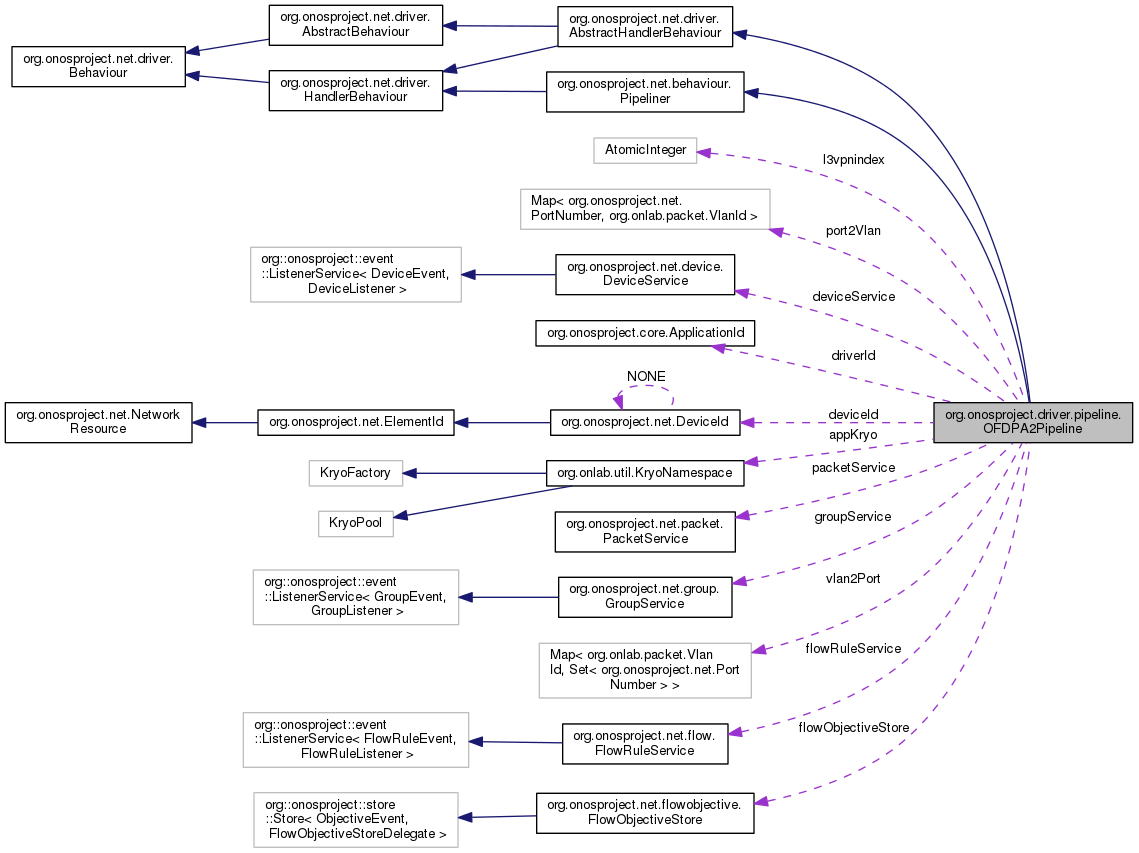 org.onosproject.net.driver.
AbstractBehaviour
org.onosproject.net.driver.
AbstractHandlerBehaviour
org.onosproject.net.driver.
Behaviour
org.onosproject.net.driver.
HandlerBehaviour
org.onosproject.net.behaviour.
Pipeliner
AtomicInteger
l3vpnindex
Map< org.onosproject.net.
PortNumber, org.onlab.packet.VlanId >
port2Vlan
org::onosproject::event
::ListenerService< DeviceEvent,
DeviceListener >
org.onosproject.net.device.
DeviceService
deviceService
org.onosproject.core.ApplicationId
driverId
NONE
org.onosproject.net.Network
Resource
org.onosproject.net.ElementId
org.onosproject.net.DeviceId
deviceId
org.onosproject.driver.pipeline.
OFDPA2Pipeline
appKryo
KryoFactory
org.onlab.util.KryoNamespace
packetService
KryoPool
org.onosproject.net.packet.
PacketService
groupService
org::onosproject::event
::ListenerService< GroupEvent,
GroupListener >
org.onosproject.net.group.
GroupService
vlan2Port
Map< org.onlab.packet.Vlan
Id, Set< org.onosproject.net.Port
Number > >
flowRuleService
org::onosproject::event
::ListenerService< FlowRuleEvent,
FlowRuleListener >
org.onosproject.net.flow.
FlowRuleService
flowObjectiveStore
org::onosproject::store
::Store< ObjectiveEvent,
FlowObjectiveStoreDelegate >
org.onosproject.net.flowobjective.
FlowObjectiveStore